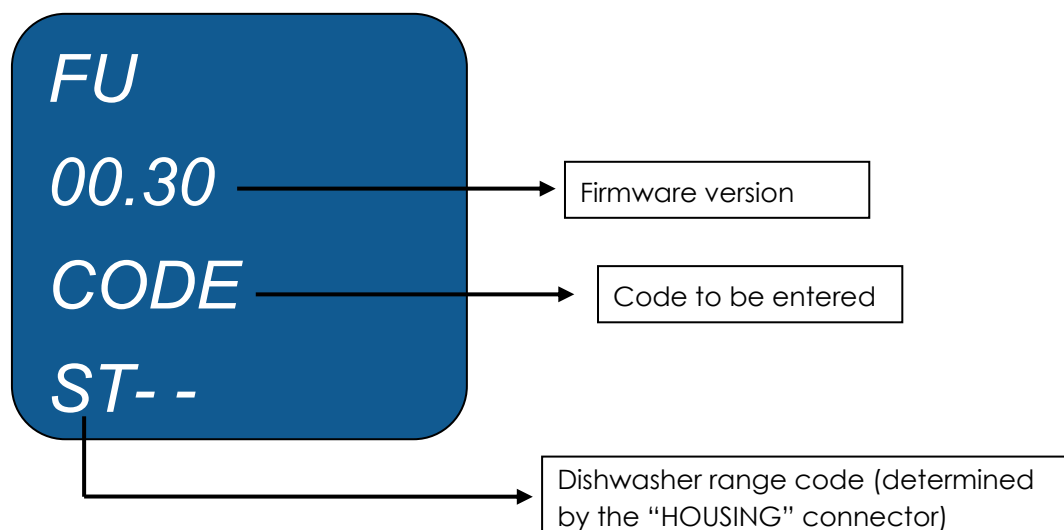 FU
00.30
Firmware version
CODE
Code to be entered
ST- -
Dishwasher range code (determined
by the “HOUSING” connector)